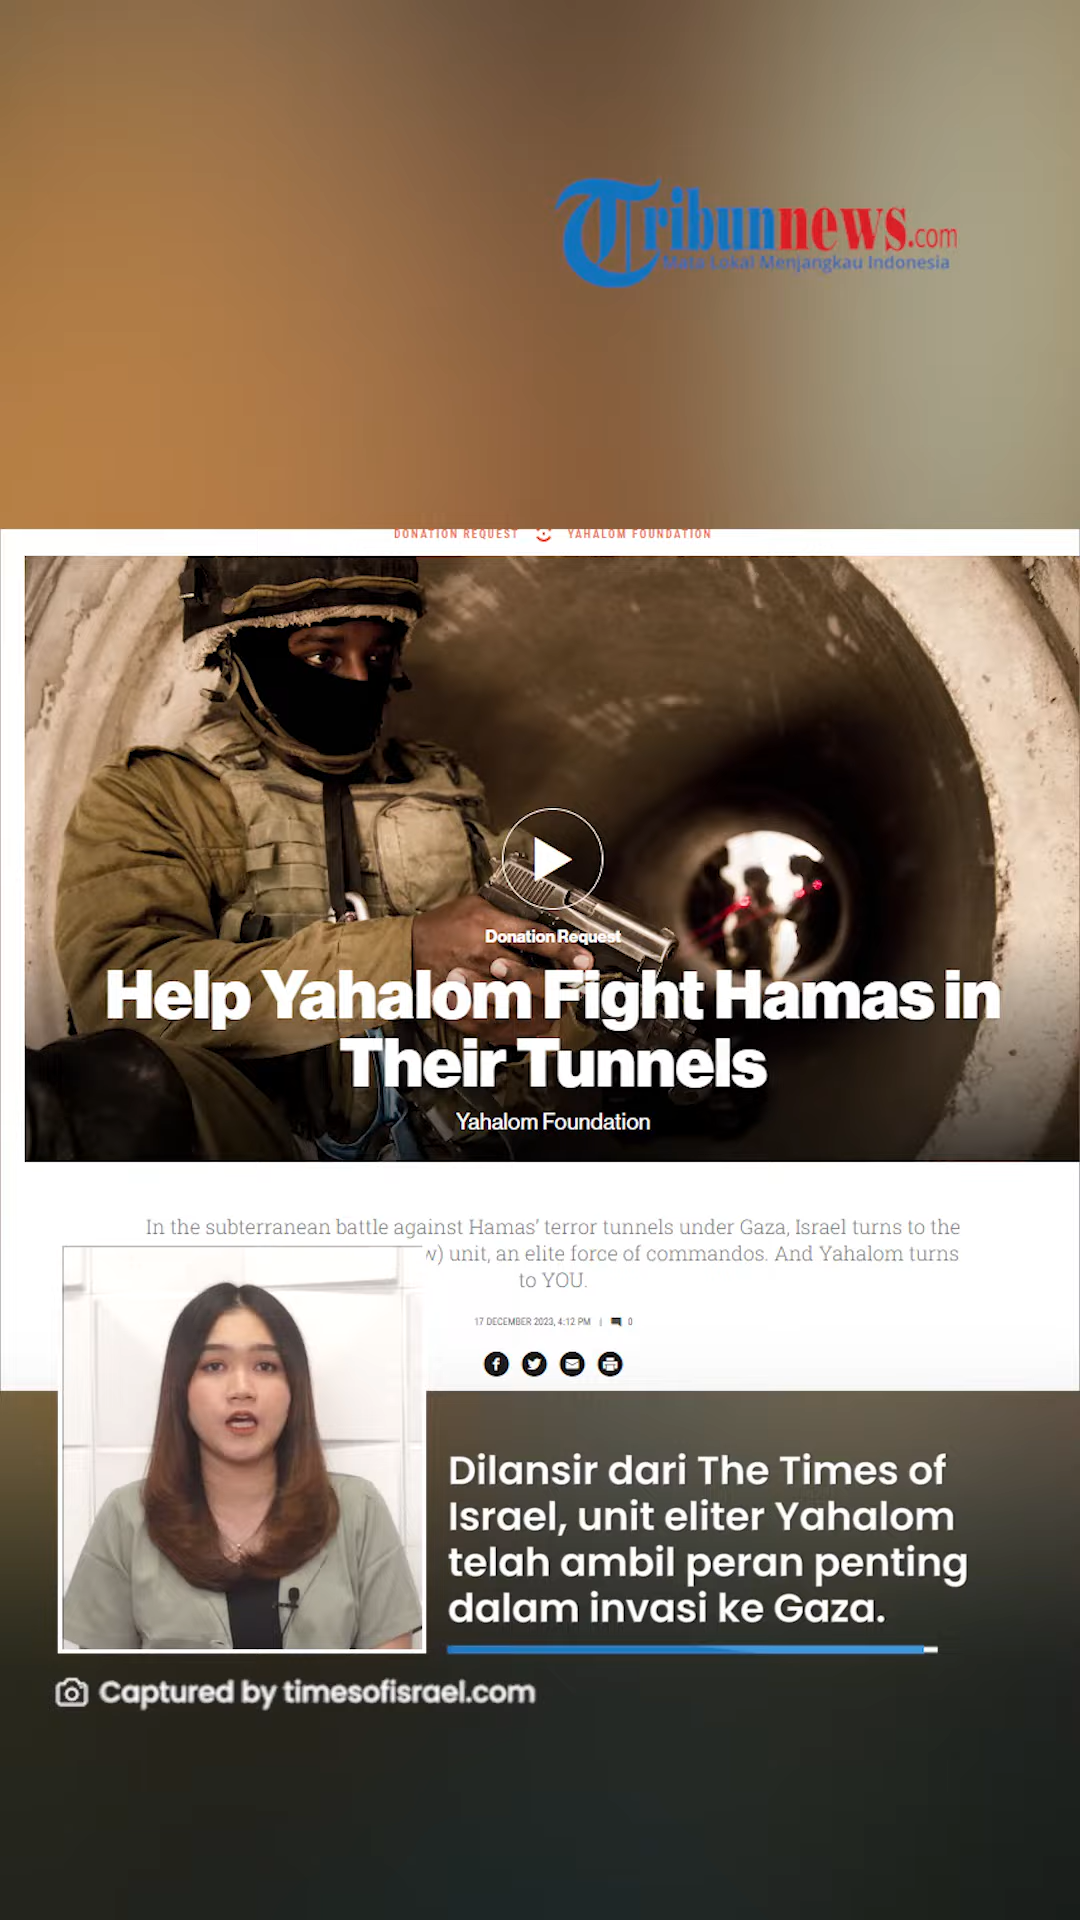 Tribunnews.com
Mata Lokal Menjangkau Indonesia
DONATION REQUEST YAHALOM FOUNDATION
Donation Request
Help Yahalom Fight Hamas in
Their Tunnels
Yahalom Foundation
In the subterranean battle against Hamas’ terror tunnels under Gaza, Israel turns to the
w) unit, an elite force of commandos. And Yahalom turns
to YOU.
17 DECEMBER 2023, 4:12 PM | 0
Dilansir dari The Times of
Israel, unit eliter Yahalom
telah ambil peran penting
dalam invasi ke Gaza.
Captured by timesofisrael.com